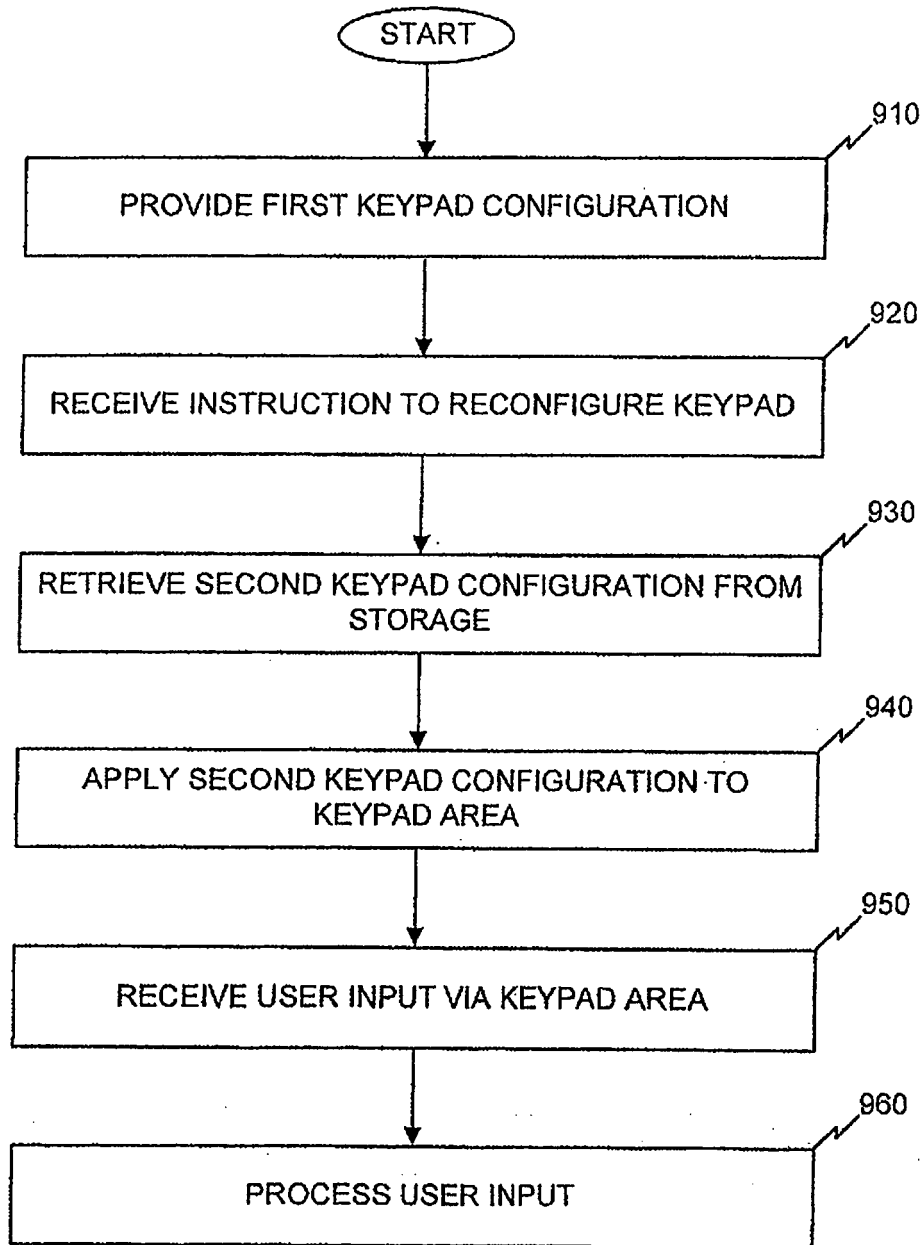 START
910
PROVIDE FIRST KEYPAD CONFIGURATION
920
RECEIVE INSTRUCTION TO RECONFIGURE KEYPAD
930
RETRIEVE SECOND KEYPAD CONFIGURATION FROM
STORAGE
940
APPLY SECOND KEYPAD CONFIGURATION TO
KEYPAD AREA
950
RECEIVE USER INPUT VIA KEYPAD AREA
960
PROCESS USER INPUT